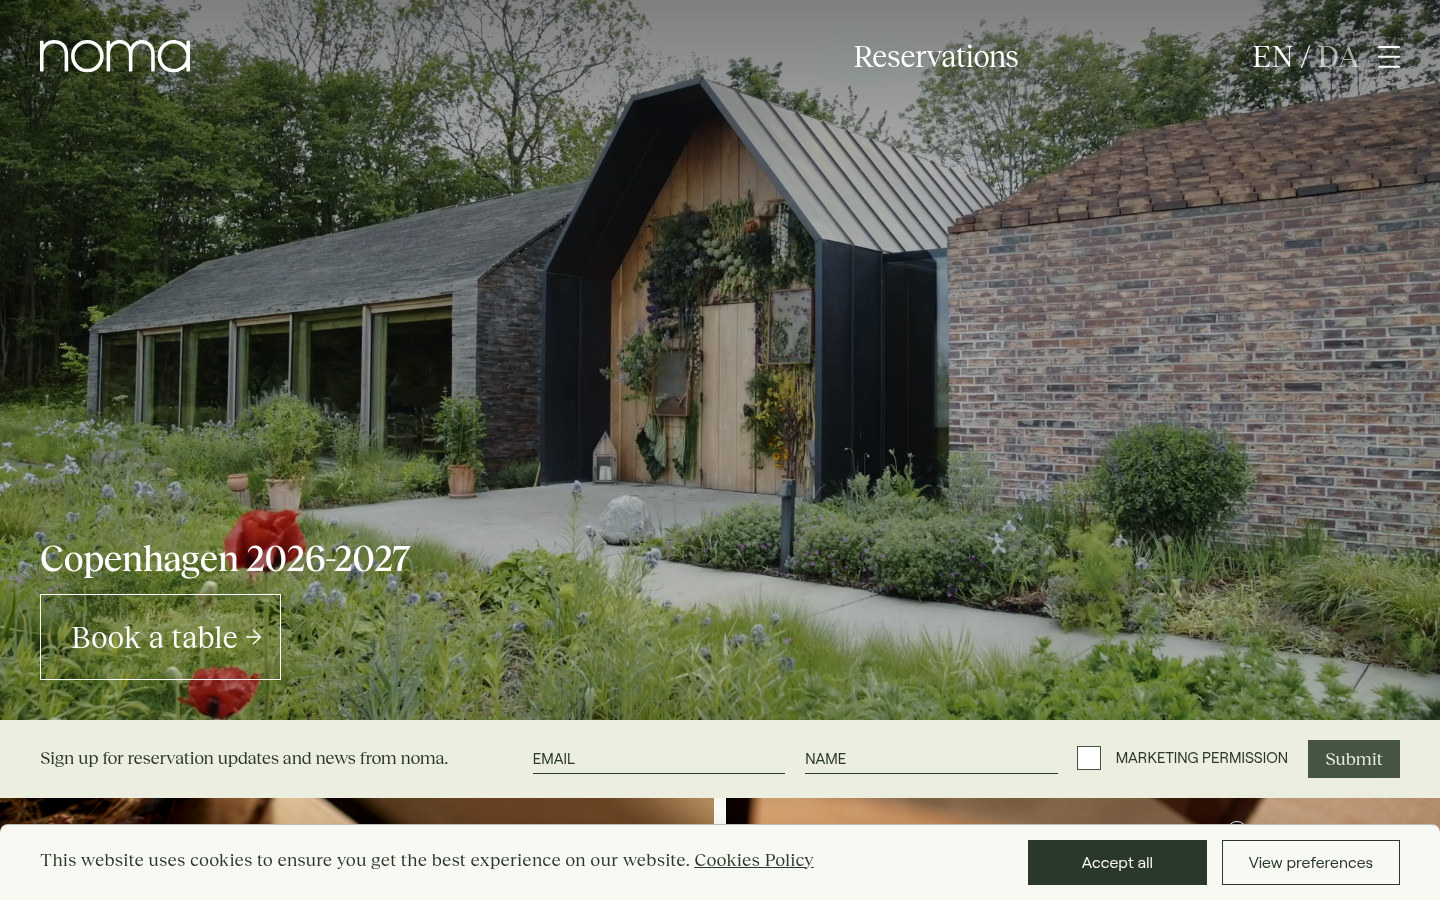 noma
Reservations
EN / DA
Copenhagen 2026-2027
Book a table →
Sign up for reservation updates and news from noma.
EMAIL
NAME
MARKETING PERMISSION
Submit
This website uses cookies to ensure you get the best experience on our website. Cookies Policy
Accept all
View preferences